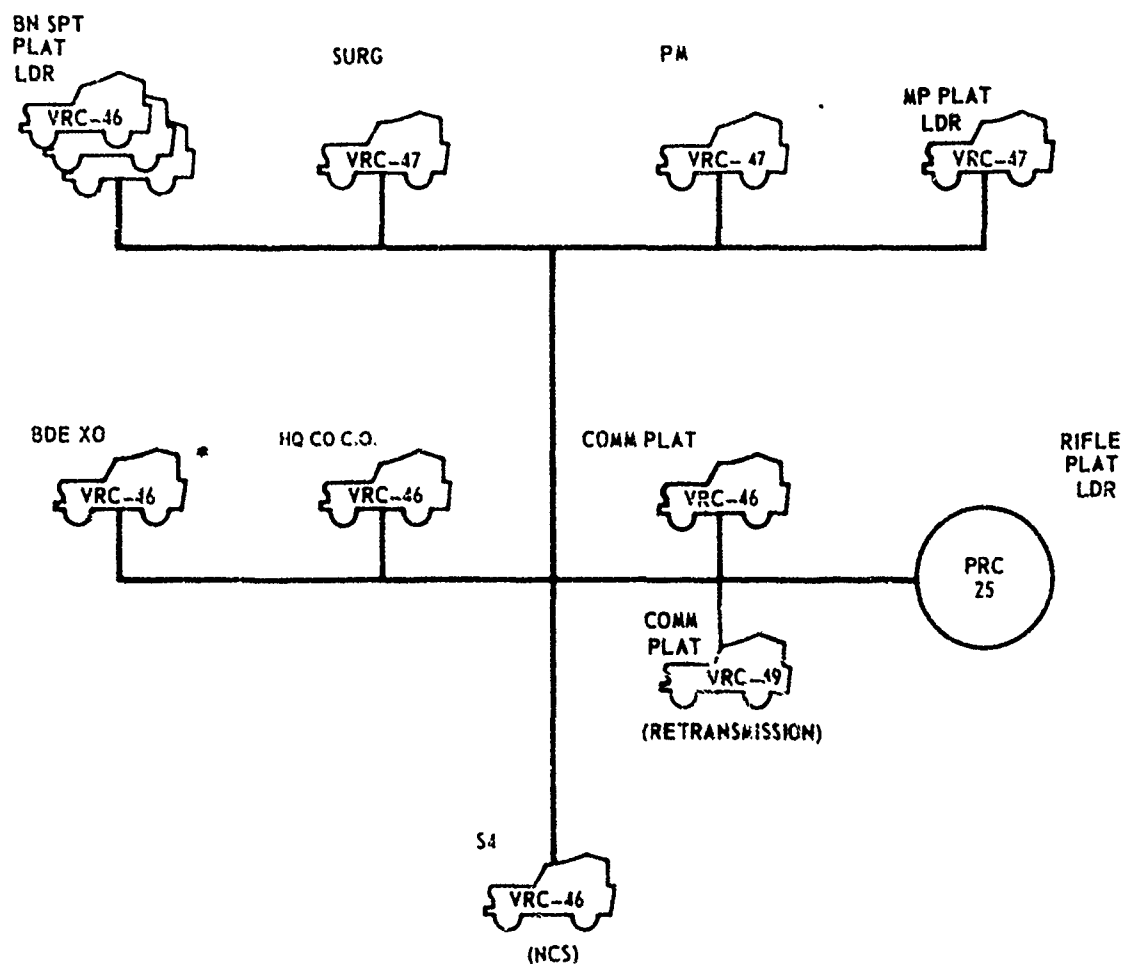 BN SPT
PLAT
LDR
VRC-46
SURG
VRC-47
PM
VRC-47
MP PLAT
LDR
VRC-47
BDE XO
*
VRC-46
HQ CO C.O.
VRC-46
COMM PLAT
VRC-46
RIFLE
PLAT
LDR
PRC
25
COMM
PLAT
VRC-49
(RETRANSMISSION)
S4
VRC-46
(NCS)